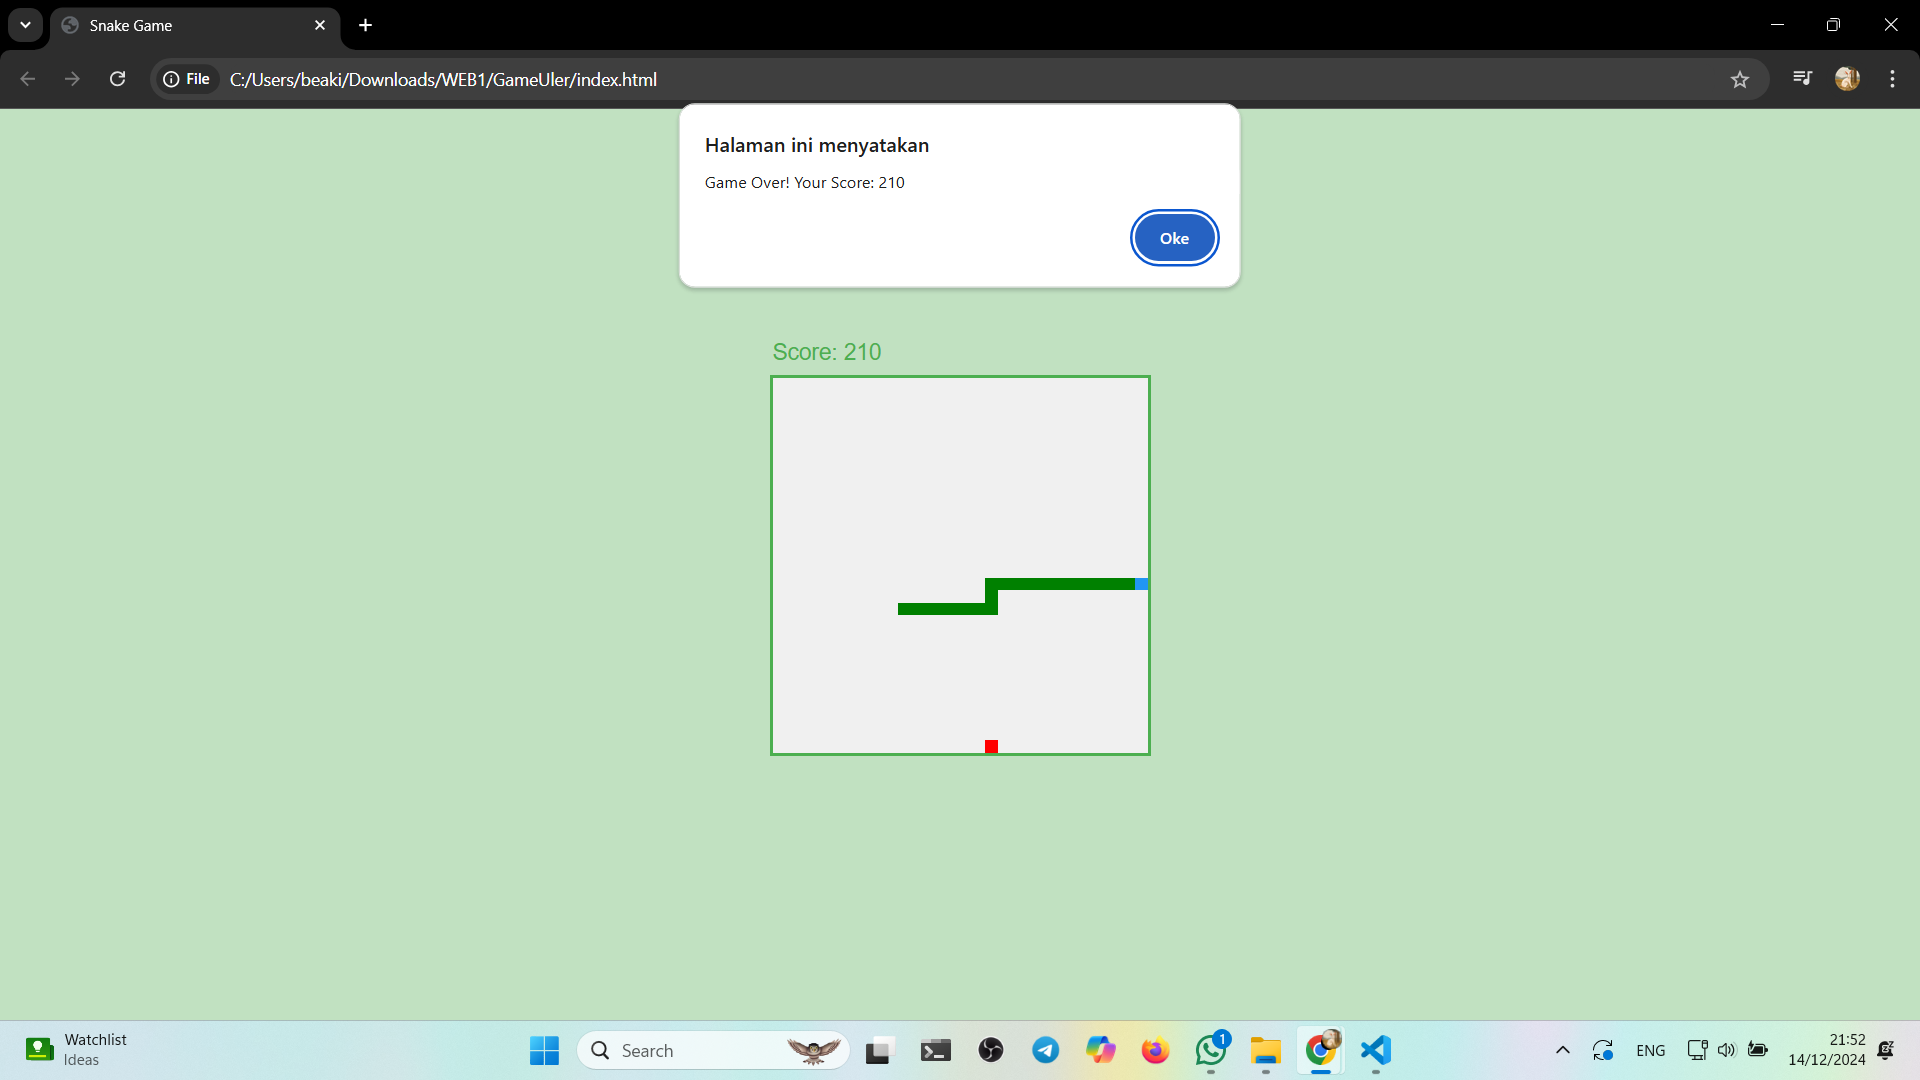 Snake Game
File
C:/Users/beaki/Downloads/WEB1/GameUler/index.html
Halaman ini menyatakan
Game Over! Your Score: 210
Oke
Score: 210
Watchlist
Ideas
Search
1
ENG
21:52
14/12/2024